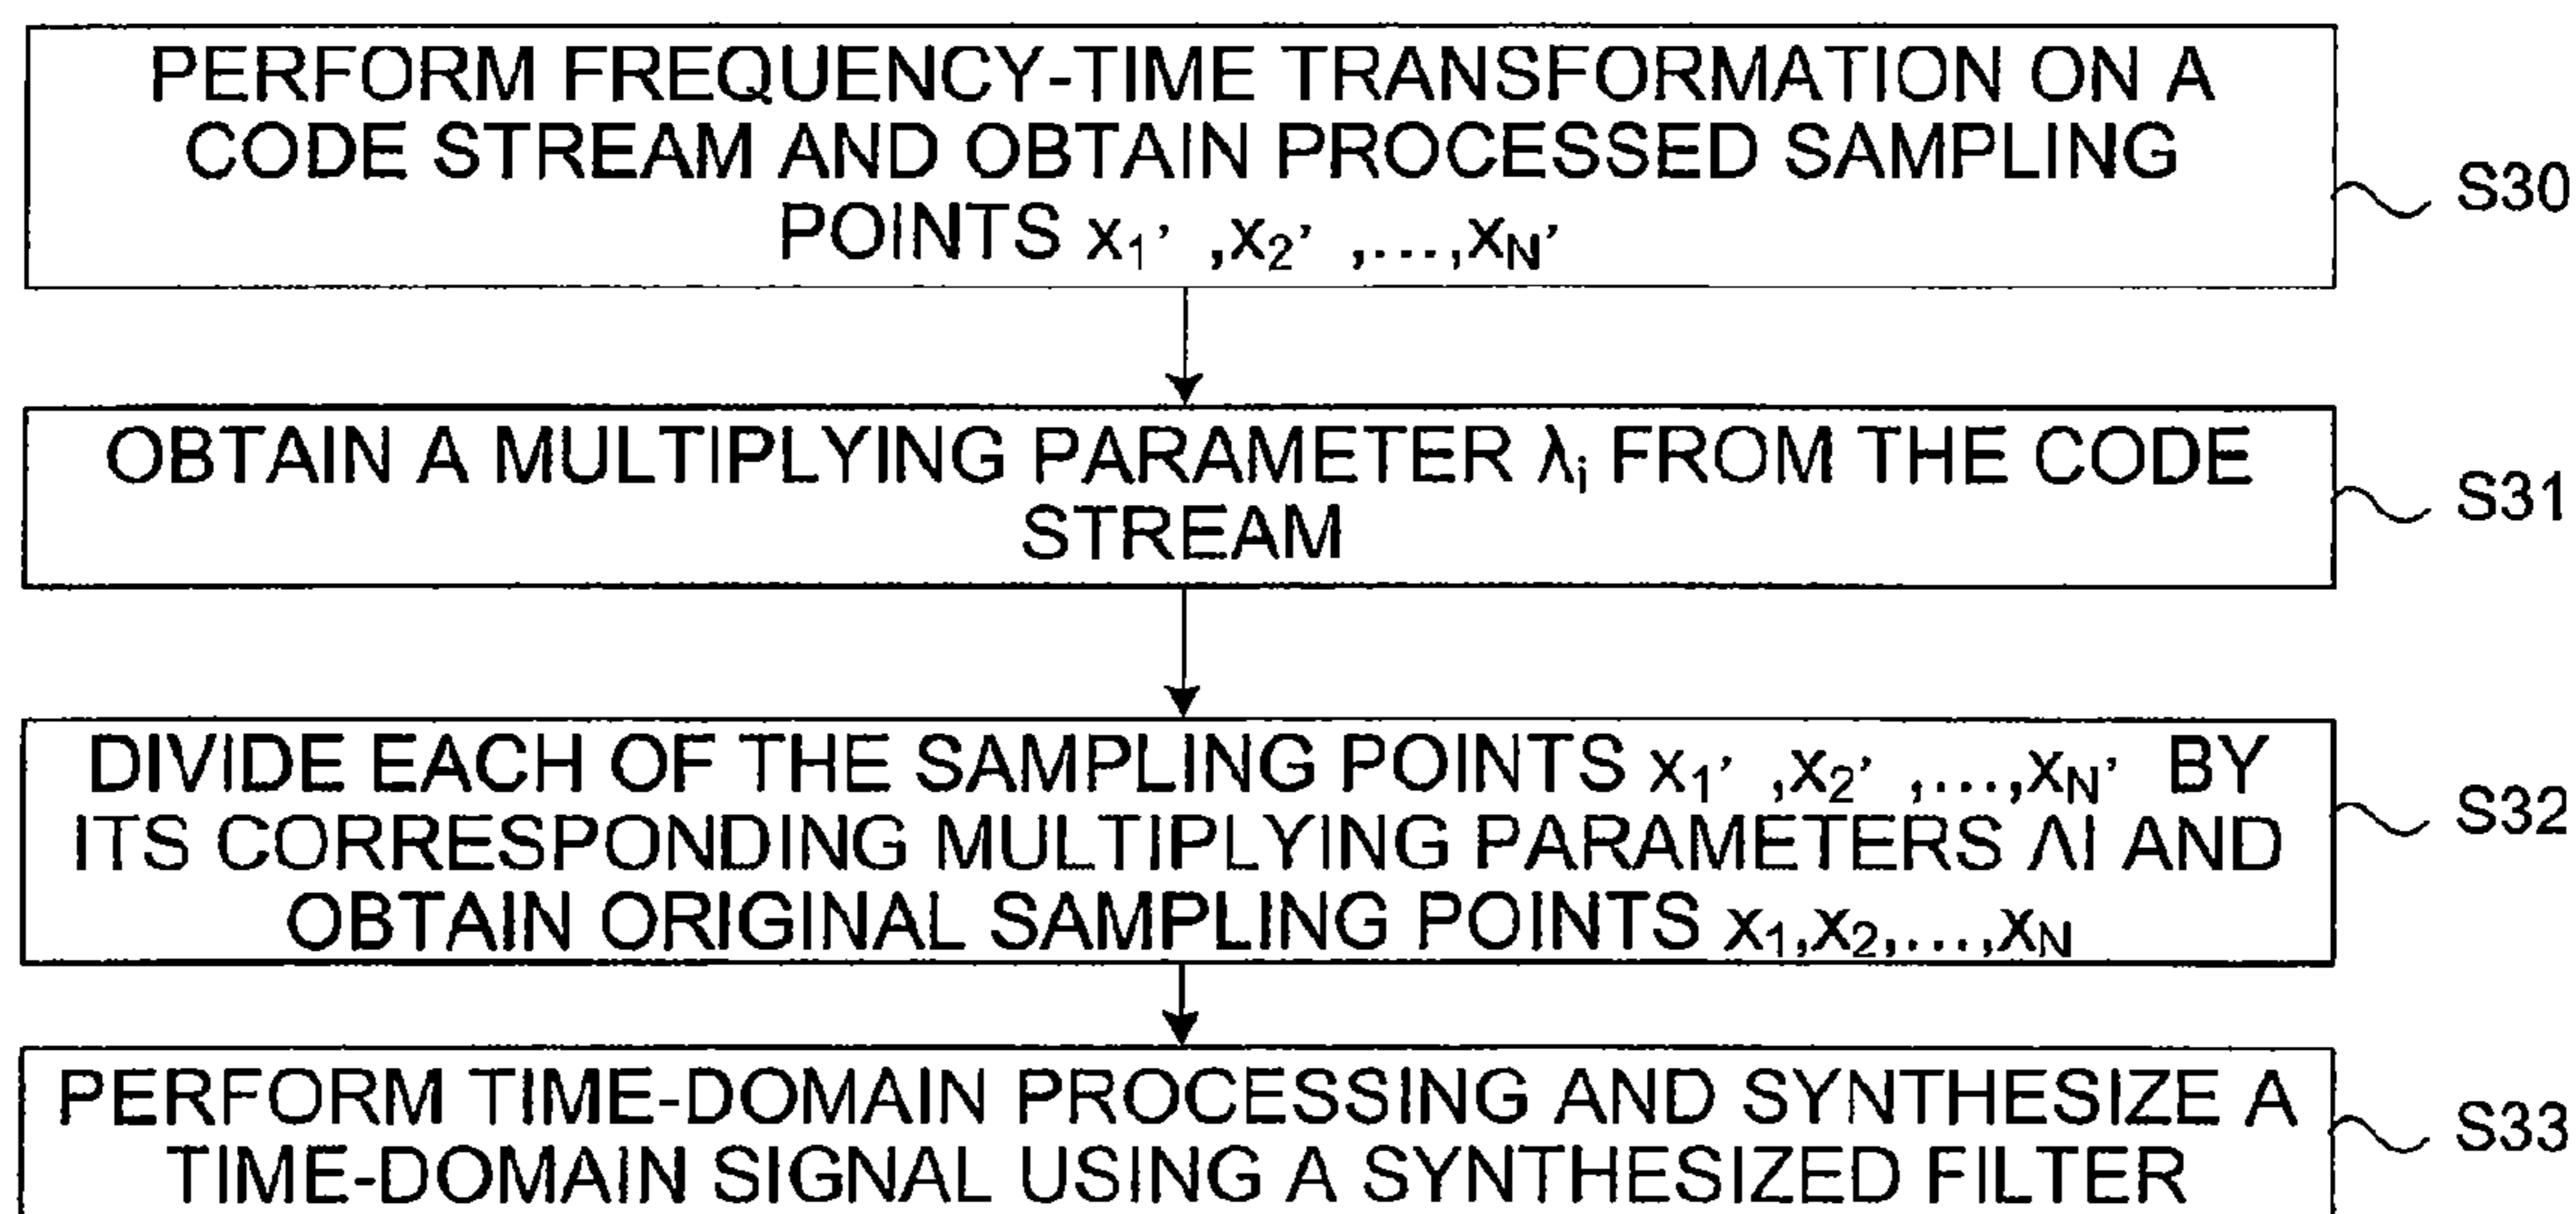 PERFORM FREQUENCY-TIME TRANSFORMATION ON A
CODE STREAM AND OBTAIN PROCESSED SAMPLING
POINTS x₁’ ,x₂’ ,...,x_N’
S30
OBTAIN A MULTIPLYING PARAMETER λᵢ FROM THE CODE
STREAM
S31
DIVIDE EACH OF THE SAMPLING POINTS x₁’ ,x₂’ ,...,x_N’ BY
ITS CORRESPONDING MULTIPLYING PARAMETERS ΛI AND
OBTAIN ORIGINAL SAMPLING POINTS x₁,x₂,...,x_N
S32
PERFORM TIME-DOMAIN PROCESSING AND SYNTHESIZE A
TIME-DOMAIN SIGNAL USING A SYNTHESIZED FILTER
S33